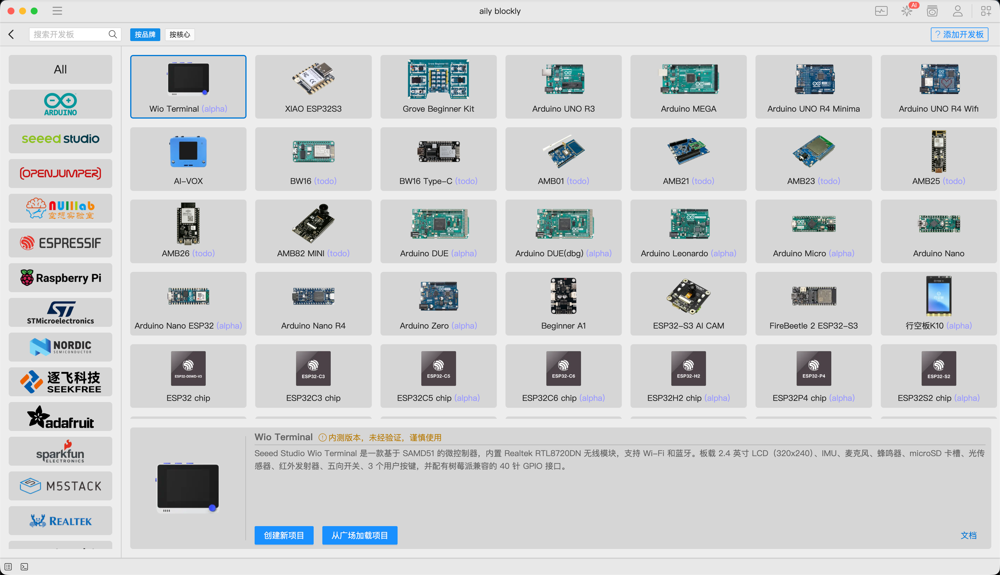 aily blockly
AI
搜索开发板
按品牌
按核心
? 添加开发板
All
ARDUINO
seeed studio
OPENJUMPER
nulllab
空想实验室
ESPRESSIF
Raspberry Pi
ST
STMicroelectronics
NORDIC
SEMICONDUCTOR
逐飞科技
SEEKFREE
adafruit
sparkfun
ELECTRONICS
M5STACK
REALTEK
Wio Terminal (alpha)
XIAO ESP32S3
Grove Beginner Kit
Grove Beginner Kit
Arduino UNO R3
Arduino MEGA
Arduino UNO R4 Minima
Arduino UNO R4 Wifi
AI-VOX
BW16 (todo)
BW16 Type-C (todo)
AMB01 (todo)
AMB21 (todo)
AMB23 (todo)
AMB25 (todo)
AMB26 (todo)
AMB82 MINI (todo)
Arduino DUE (alpha)
Arduino DUE(dbg) (alpha)
Arduino Leonardo (alpha)
Arduino Micro (alpha)
Arduino Nano
Arduino Nano ESP32 (alpha)
Arduino Nano R4
Arduino Zero (alpha)
Beginner A1
ESP32-S3 AI CAM
FireBeetle 2 ESP32-S3
行空板
行空板K10 (alpha)
ESP32-D0WD-V3
ESP32 chip
ESP32-C3
ESP32C3 chip
ESP32-C5
ESP32C5 chip (alpha)
ESP32-C6
ESP32C6 chip (alpha)
ESP32-H2
ESP32H2 chip (alpha)
ESP32-P4
ESP32P4 chip (alpha)
ESP32-S2
ESP32S2 chip (alpha)
Wio Terminal 内测版本，未经验证，谨慎使用
Seeed Studio Wio Terminal 是一款基于 SAMD51 的微控制器，内置 Realtek RTL8720DN 无线模块，支持 Wi-Fi 和蓝牙。板载 2.4 英寸 LCD（320x240）、IMU、麦克风、蜂鸣器、microSD 卡槽、光传
感器、红外发射器、五向开关、3 个用户按键，并配有树莓派兼容的 40 针 GPIO 接口。
创建新项目
从广场加载项目
文档